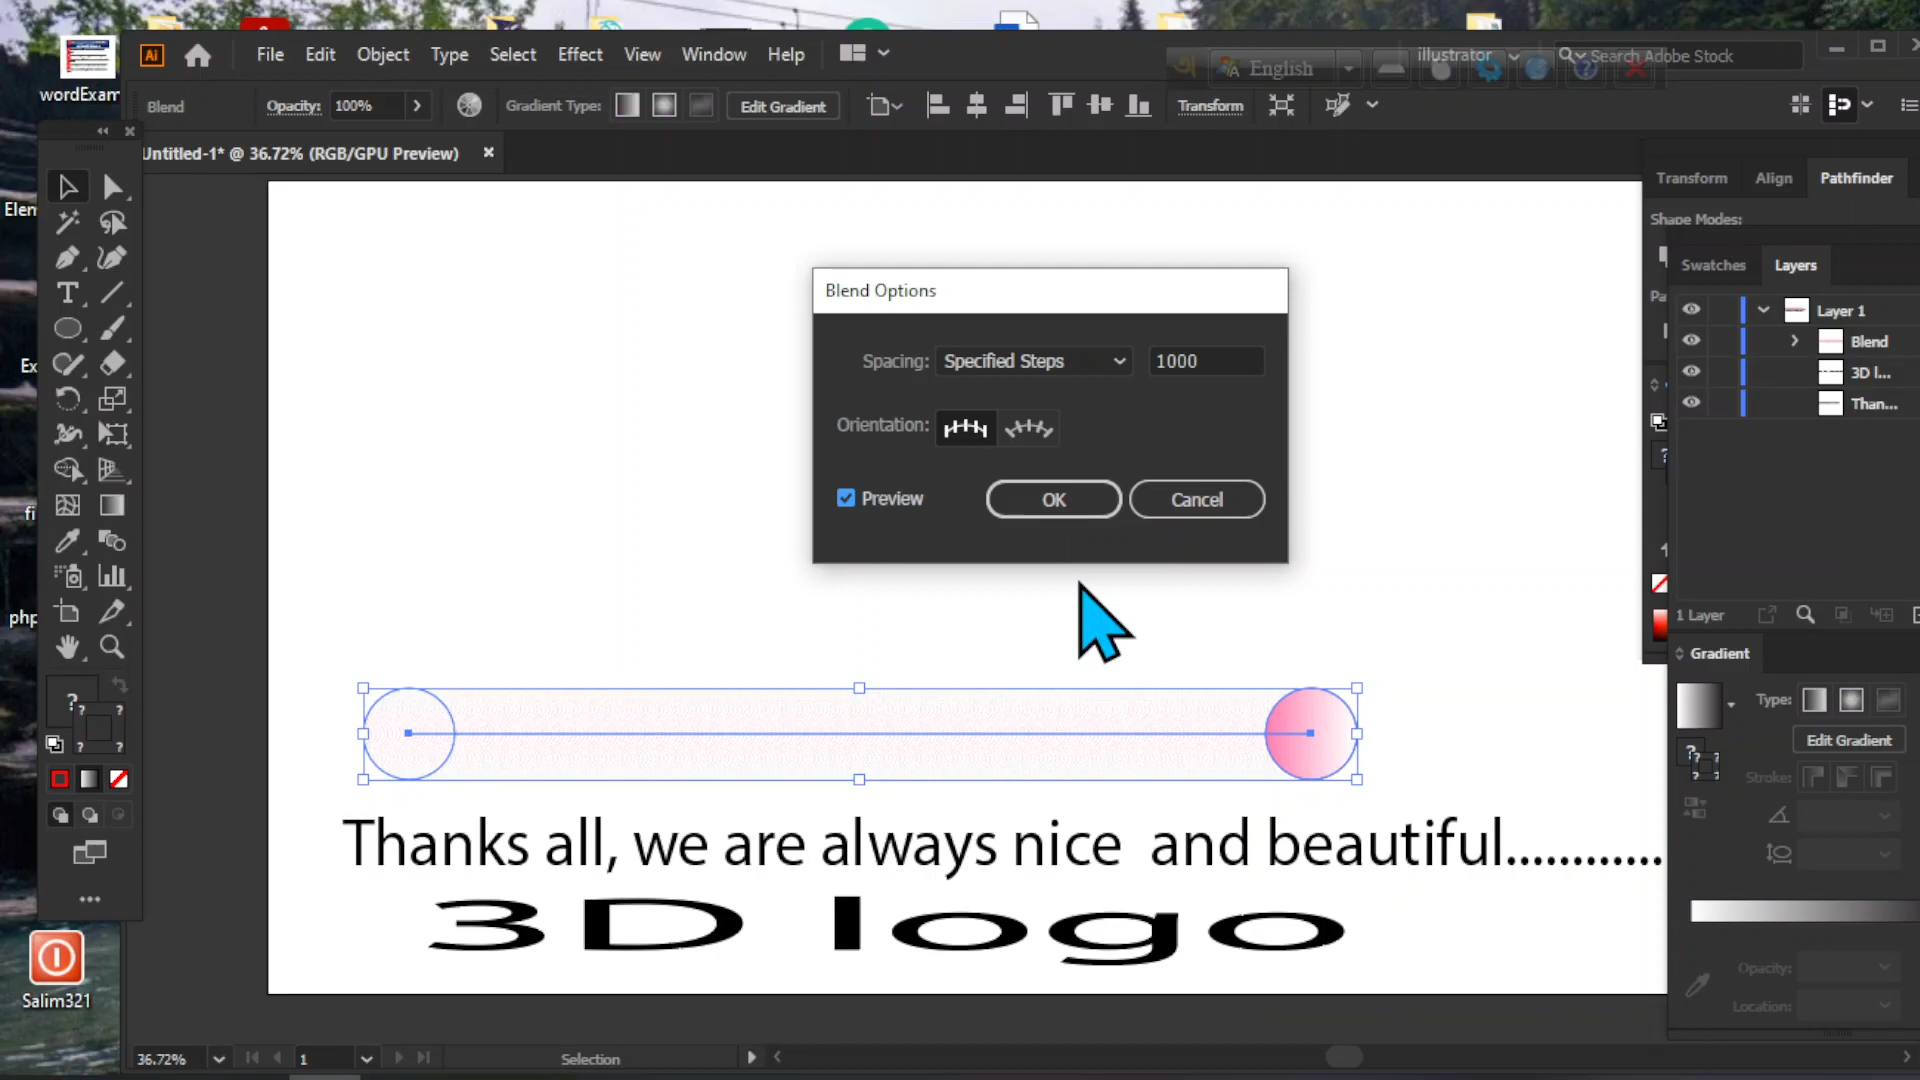 wordExam
Ai
File Edit Object Type Select Effect View Window Help
English
illustrator
Search Adobe Stock
Blend
Opacity: 100%
Gradient Type:
Edit Gradient
Transform
Untitled-1* @ 36.72% (RGB/GPU Preview)
Transform Align Pathfinder
Shape Modes:
Blend Options
Spacing: Specified Steps 1000
Orientation:
Preview OK Cancel
Swatches Layers
Layer 1
Blend
3D l...
Than...
1 Layer
Gradient
Type:
Edit Gradient
Stroke:
Opacity:
Location:
Thanks all, we are always nice and beautiful............
3D logo
Salim321
36.72% 1 Selection